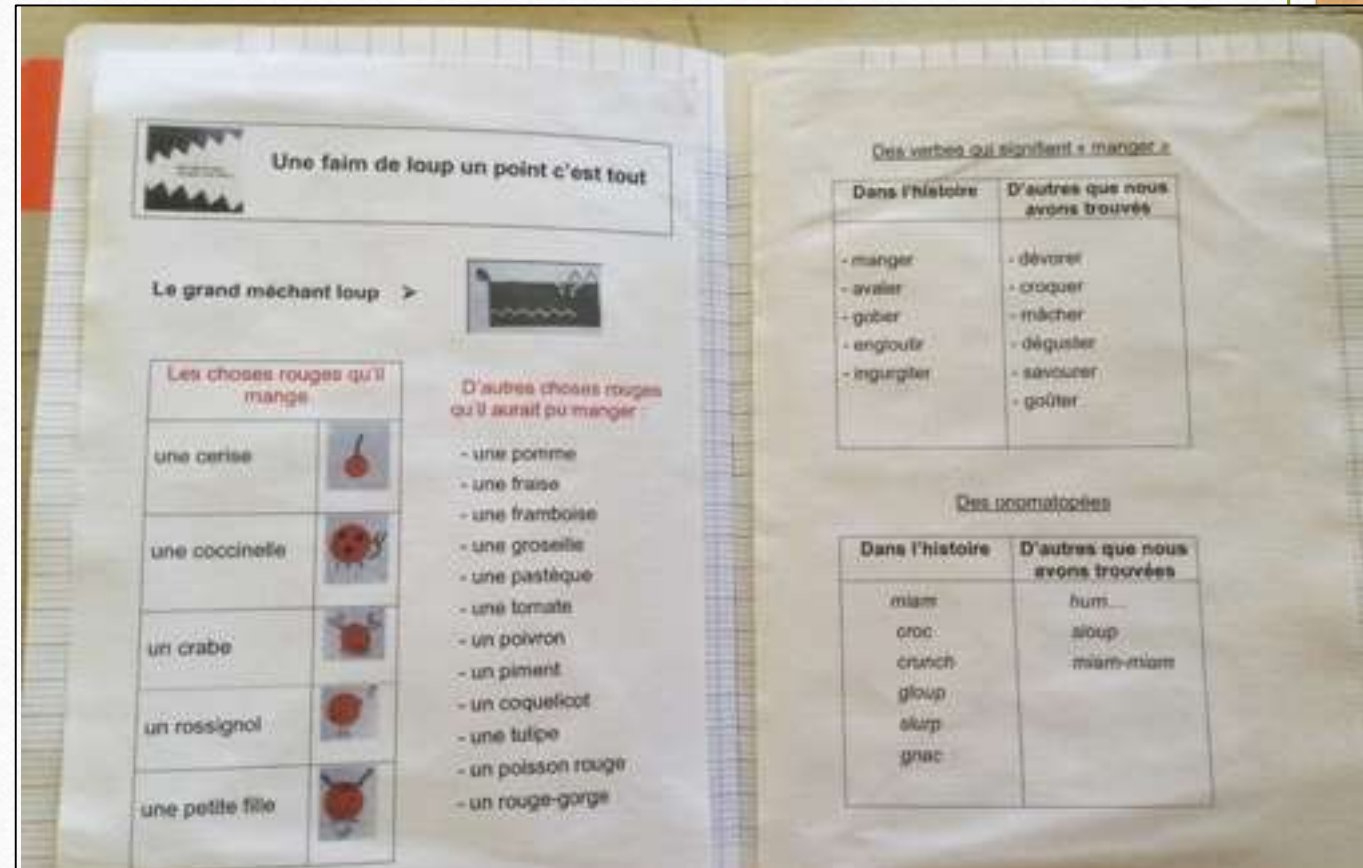 Une faim de loup un point c'est tout
Le grand méchant loup ➢
Les choses rouges qu'il
mange
une cerise
une coccinelle
un crabe
un rossignol
une petite fille
D'autres choses rouges
qu'il aurait pu manger :
- une pomme
- une fraise
- une framboise
- une groseille
- une pastèque
- une tomate
- un poivron
- un piment
- un coquelicot
- une tulipe
- un poisson rouge
- un rouge-gorge
Des verbes qui signifient « manger »
Dans l'histoire
- manger
- avaler
- gober
- engloutir
- ingurgiter
D'autres que nous
avons trouvés
- dévorer
- croquer
- mâcher
- déguster
- savourer
- goûter
Des onomatopées
Dans l'histoire
miam
croc
crunch
gloup
slurp
gnac
D'autres que nous
avons trouvées
hum...
sloup
miam-miam